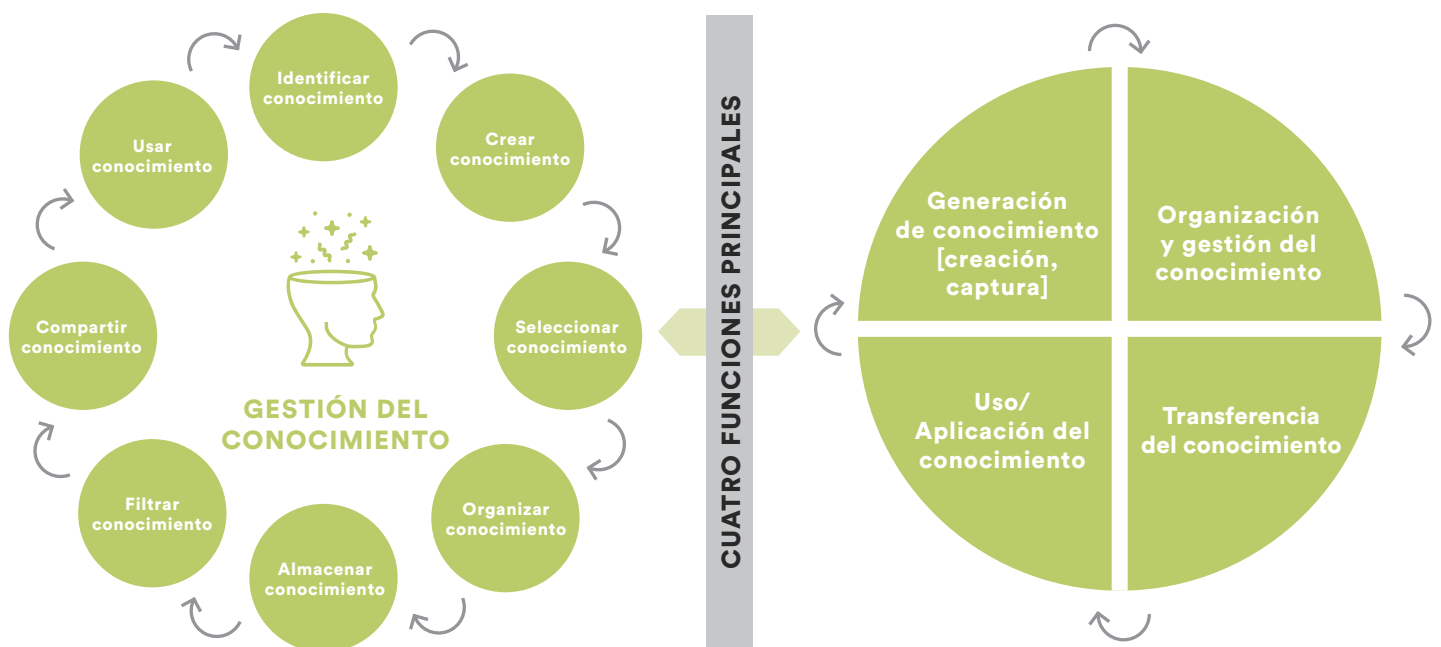 Identificar
conocimiento
Crear
conocimiento
Seleccionar
conocimiento
Organizar
conocimiento
Almacenar
conocimiento
Filtrar
conocimiento
Compartir
conocimiento
Usar
conocimiento
GESTIÓN DEL
CONOCIMIENTO
CUATRO FUNCIONES PRINCIPALES
Generación
de conocimiento
[creación,
captura]
Organización
y gestión del
conocimiento
Transferencia
del conocimiento
Uso/
Aplicación del
conocimiento